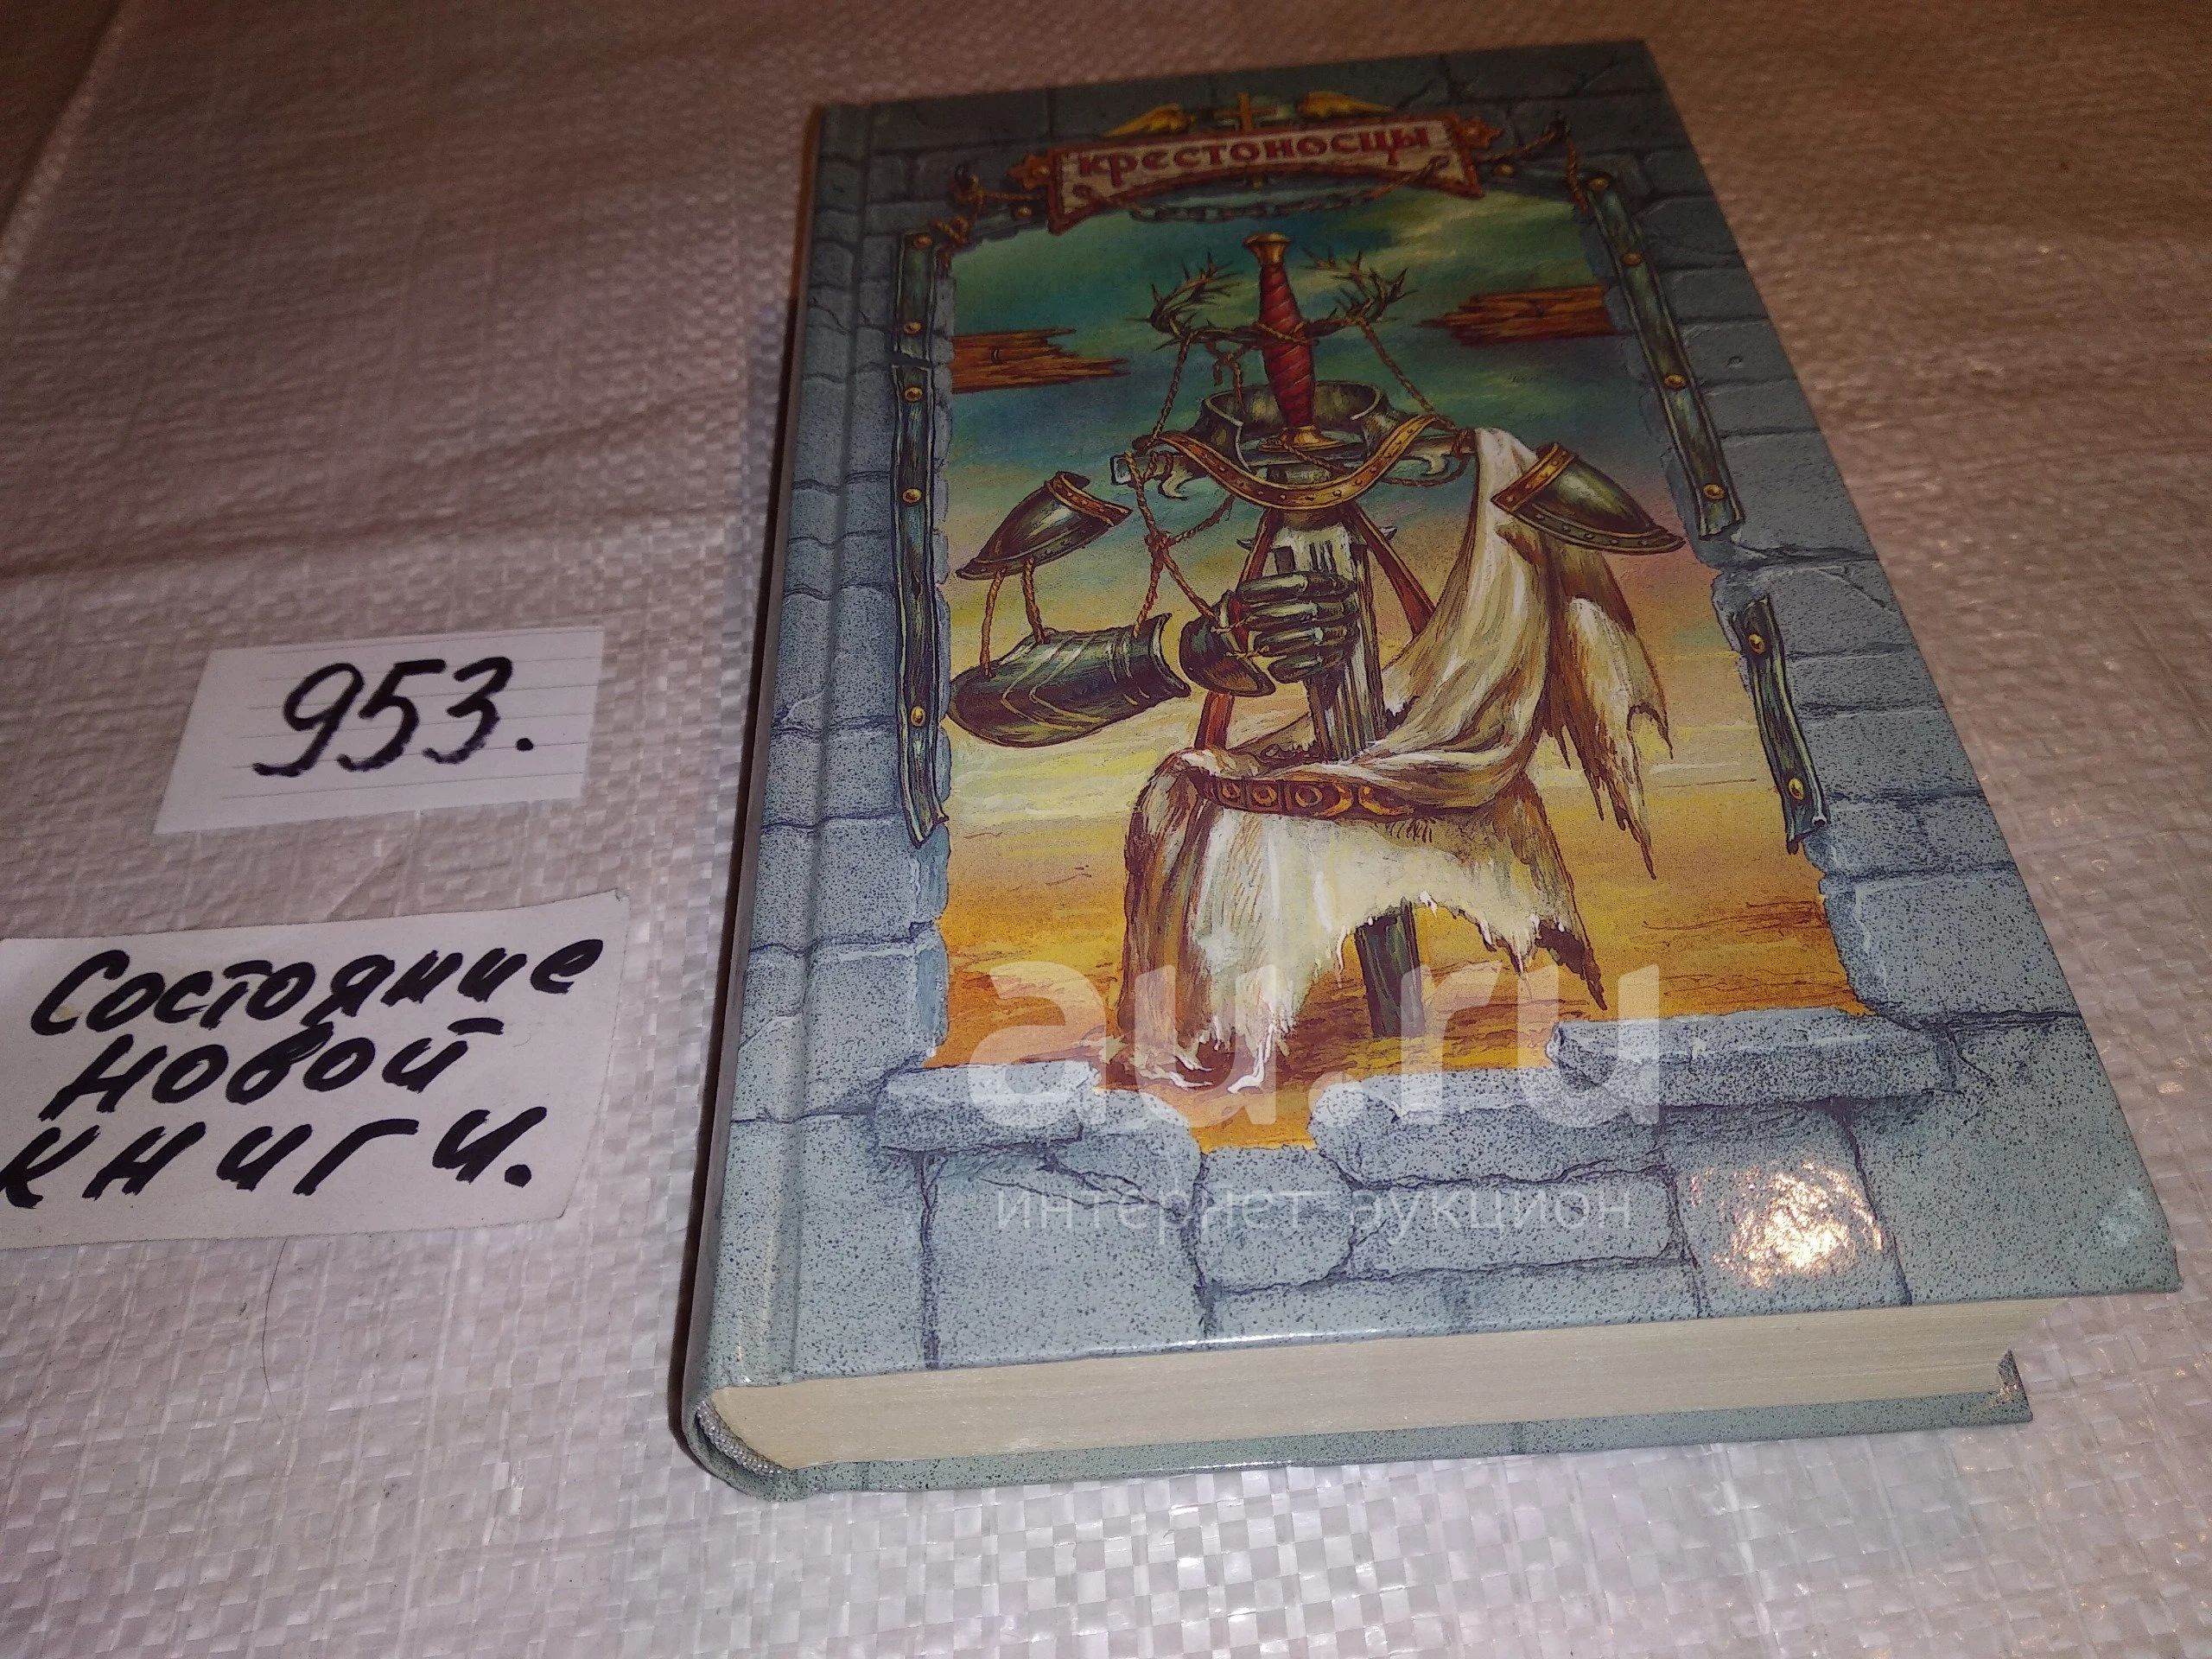 крестоносцы
953.
Состояние
новой
книги.
au.ru
интернет аукцион